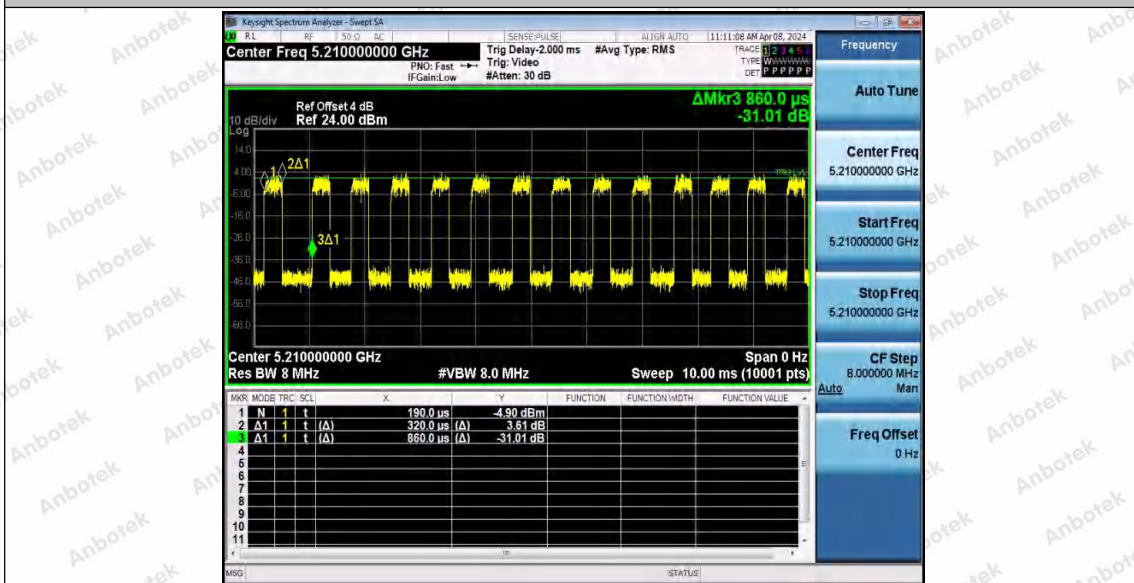 Keysight Spectrum Analyzer - Swept SA
RL RF 50 Ω AC SENSE:PULSE ALIGN AUTO 11:11:08 AM Apr 08, 2024
Center Freq 5.210000000 GHz
Trig Delay-2.000 ms #Avg Type: RMS
PNO: Fast Trig: Video
IFGain:Low #Atten: 30 dB
TRACE 1 2 3 4 5
TYPE W
DET P P P P P P
Frequency
ΔMkr3 860.0 µs
-31.01 dB
Ref Offset 4 dB
10 dB/div Ref 24.00 dBm
Log
14.0
4.00
-6.00
-16.0
-26.0
-36.0
-46.0
-56.0
-66.0
1
2Δ1
3Δ1
TRIG LVL
Center 5.210000000 GHz Span 0 Hz
Res BW 8 MHz #VBW 8.0 MHz Sweep 10.00 ms (10001 pts)
MKR MODE TRC SCL X Y FUNCTION FUNCTION WIDTH FUNCTION VALUE
1 N 1 t 190.0 µs -4.90 dBm
2 Δ1 1 t (Δ) 320.0 µs (Δ) 3.61 dB
3 Δ1 1 t (Δ) 860.0 µs (Δ) -31.01 dB
4
5
6
7
8
9
10
11
MSG STATUS
Auto Tune
Center Freq
5.210000000 GHz
Start Freq
5.210000000 GHz
Stop Freq
5.210000000 GHz
CF Step
8.000000 MHz
Auto Man
Freq Offset
0 Hz
Anbotek